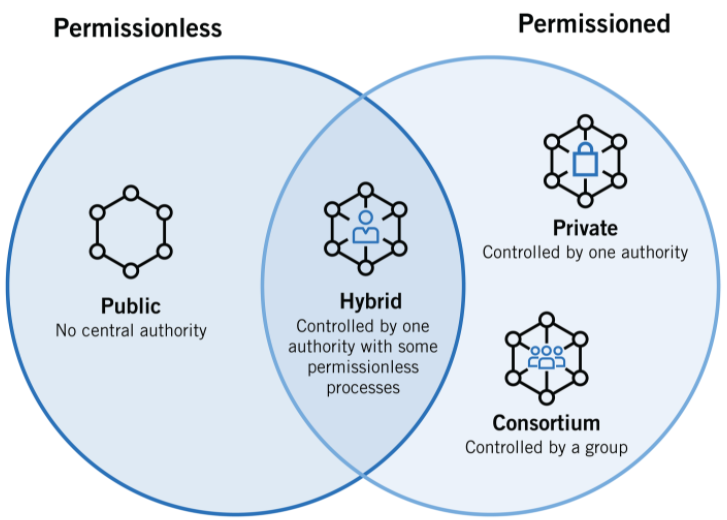 Permissionless
Permissioned
Public
No central authority
Hybrid
Controlled by one
authority with some
permissionless
processes
Private
Controlled by one authority
Consortium
Controlled by a group